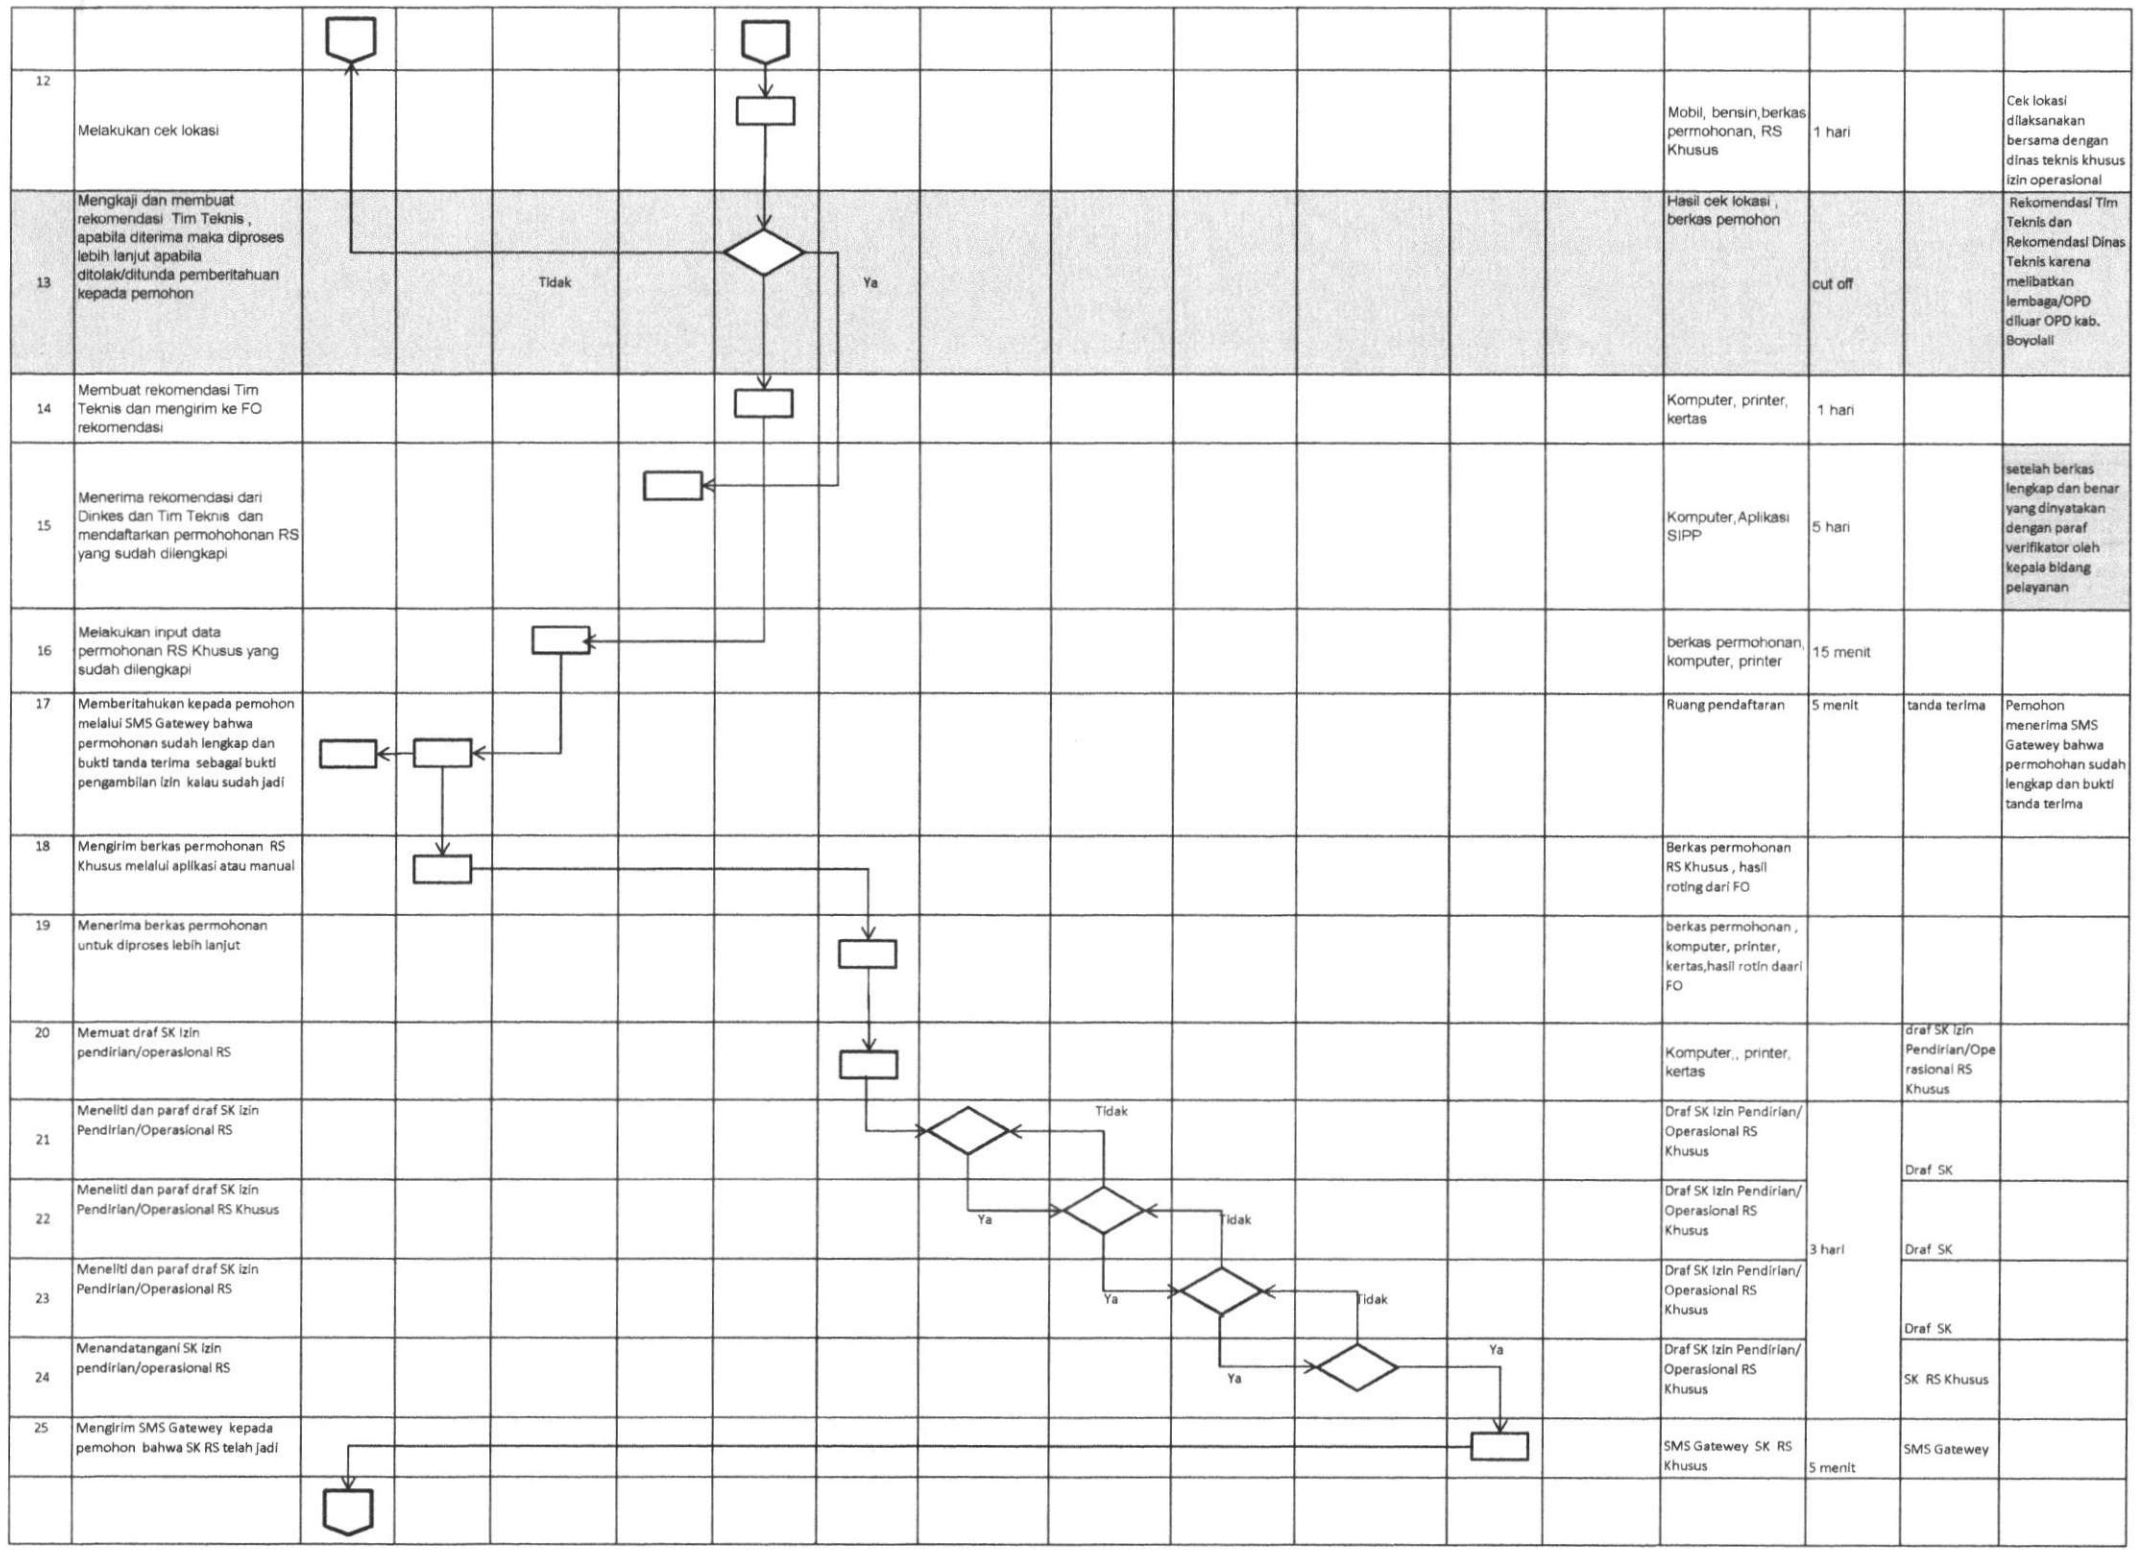 12
Melakukan cek lokasi
Mobil, bensin,berkas
permohonan, RS
Khusus
1 hari
Cek lokasi
dilaksanakan
bersama dengan
dinas teknis khusus
izin operasional
13
Mengkaji dan membuat
rekomendasi Tim Teknis ,
apabila diterima maka diproses
lebih lanjut apabila
ditolak/ditunda pemberitahuan
kepada pemohon
Tidak
Ya
Hasil cek lokasi ,
berkas pemohon
cut off
Rekomendasi Tim
Teknis dan
Rekomendasi Dinas
Teknis karena
melibatkan
lembaga/OPD
diluar OPD kab.
Boyolali
14
Membuat rekomendasi Tim
Teknis dan mengirim ke FO
rekomendasi
Komputer, printer,
kertas
1 hari
15
Menerima rekomendasi dari
Dinkes dan Tim Teknis dan
mendaftarkan permohohonan RS
yang sudah dilengkapi
Komputer,Aplikasi
SIPP
5 hari
setelah berkas
lengkap dan benar
yang dinyatakan
dengan paraf
verifikator oleh
kepala bidang
pelayanan
16
Melakukan input data
permohonan RS Khusus yang
sudah dilengkapi
berkas permohonan,
komputer, printer
15 menit
17
Memberitahukan kepada pemohon
melalui SMS Gatewey bahwa
permohonan sudah lengkap dan
bukti tanda terima sebagai bukti
pengambilan izin kalau sudah jadi
Ruang pendaftaran
5 menit
tanda terima
Pemohon
menerima SMS
Gatewey bahwa
permohohan sudah
lengkap dan bukti
tanda terima
18
Mengirim berkas permohonan RS
Khusus melalui aplikasi atau manual
Berkas permohonan
RS Khusus , hasil
roting dari FO
19
Menerima berkas permohonan
untuk diproses lebih lanjut
berkas permohonan ,
komputer, printer,
kertas,hasil rotin daari
FO
20
Memuat draf SK Izin
pendirian/operasional RS
Komputer,, printer,
kertas
draf SK Izin
Pendirian/Ope
rasional RS
Khusus
21
Meneliti dan paraf draf SK izin
Pendirian/Operasional RS
Tidak
Draf SK Izin Pendirian/
Operasional RS
Khusus
Draf SK
22
Meneliti dan paraf draf SK izin
Pendirian/Operasional RS Khusus
Ya
Tidak
Draf SK Izin Pendirian/
Operasional RS
Khusus
3 hari
Draf SK
23
Meneliti dan paraf draf SK izin
Pendirian/Operasional RS
Ya
Tidak
Draf SK Izin Pendirian/
Operasional RS
Khusus
Draf SK
24
Menandatangani SK izin
pendirian/operasional RS
Ya
Ya
Draf SK Izin Pendirian/
Operasional RS
Khusus
SK RS Khusus
25
Mengirim SMS Gatewey kepada
pemohon bahwa SK RS telah jadi
SMS Gatewey SK RS
Khusus
5 menit
SMS Gatewey